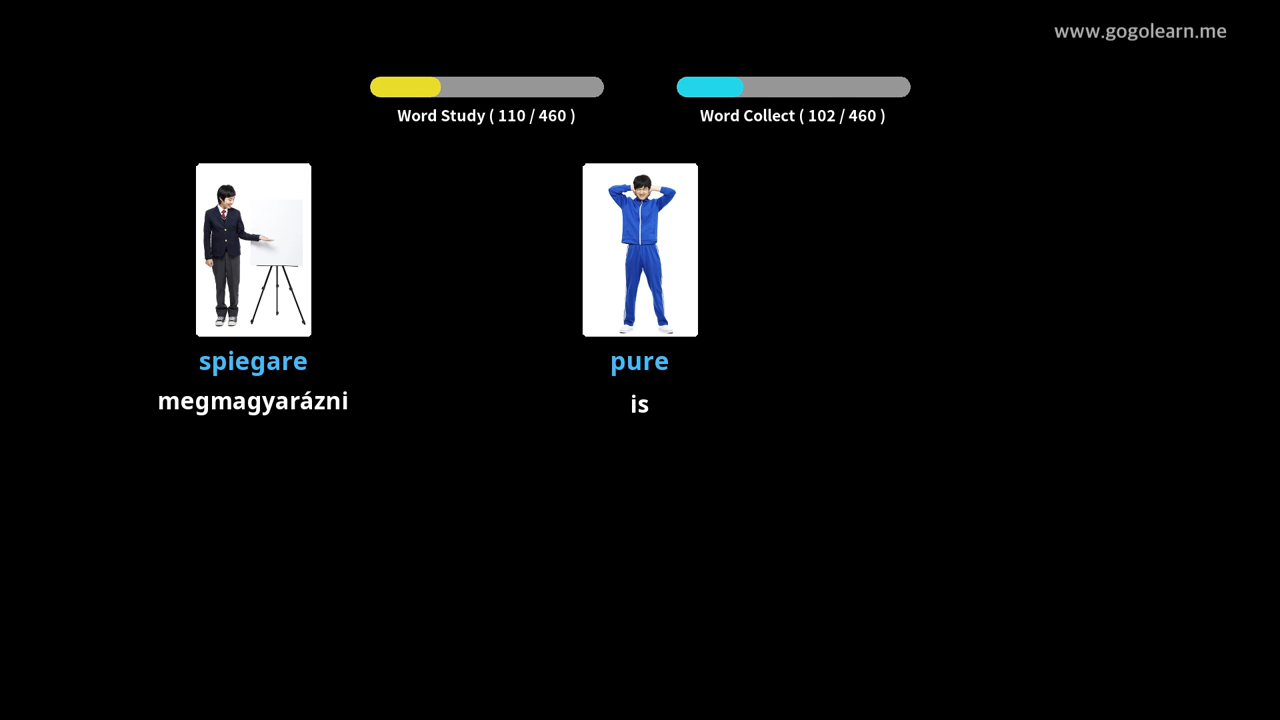 www.gogolearn.me
Word Study ( 110 / 460 )
Word Collect ( 102 / 460 )
spiegare
megmagyarázni
pure
is